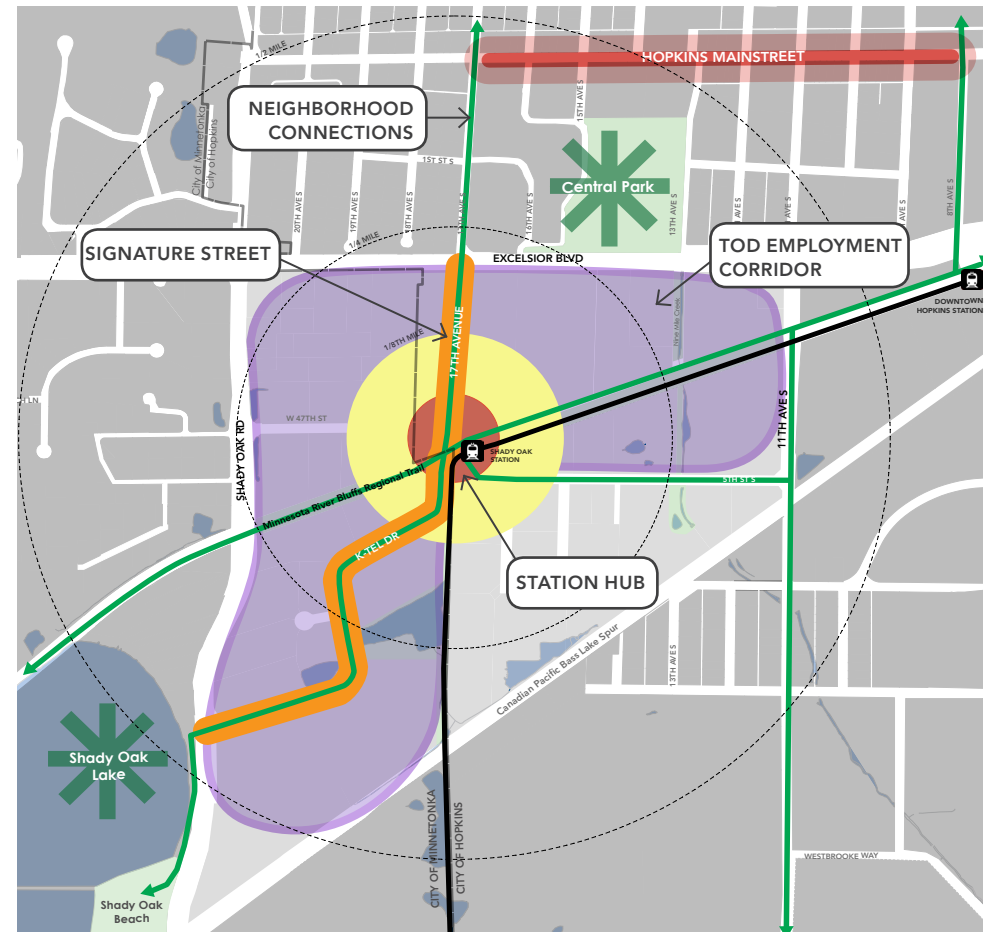 1/2 MILE
HOPKINS MAINSTREET
NEIGHBORHOOD
CONNECTIONS
15TH AVE S
City of Minnetonka
City of Hopkins
1ST ST S
Central Park
20TH AVE S
19TH AVE S
18TH AVE S
16TH AVE S
13TH AVE S
AVE S
AVE S
AVE S
8TH AVE S
1/4 MILE
SIGNATURE STREET
EXCELSIOR BLVD
TOD EMPLOYMENT
CORRIDOR
DOWNTOWN
HOPKINS STATION
Nine Mile Creek
1/8TH MILE
17TH AVENUE
H LN
W 47TH ST
SHADY OAK RD
11TH AVE S
SHADY OAK
STATION
Minnesota River Bluffs Regional Trail
5TH ST S
K-TEL DR
STATION HUB
Canadian Pacific Bass Lake Spur
13TH AVE S
Shady Oak
Lake
CITY OF MINNETONKA
CITY OF HOPKINS
WESTBROOKE WAY
Shady Oak
Beach